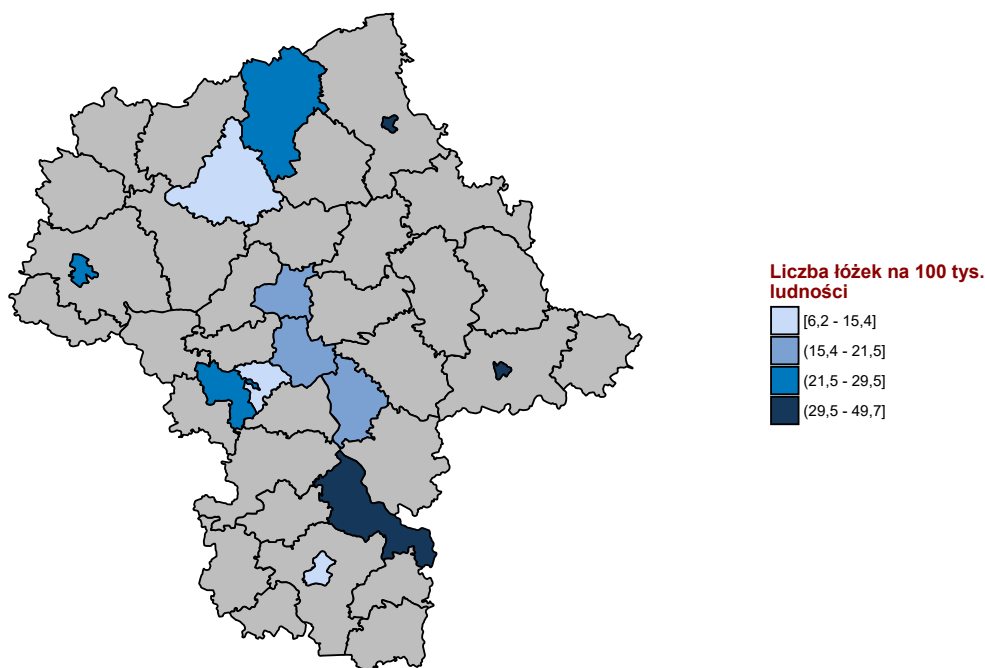 Liczba łóżek na 100 tys.
ludności
[6,2 - 15,4]
(15,4 - 21,5]
(21,5 - 29,5]
(29,5 - 49,7]